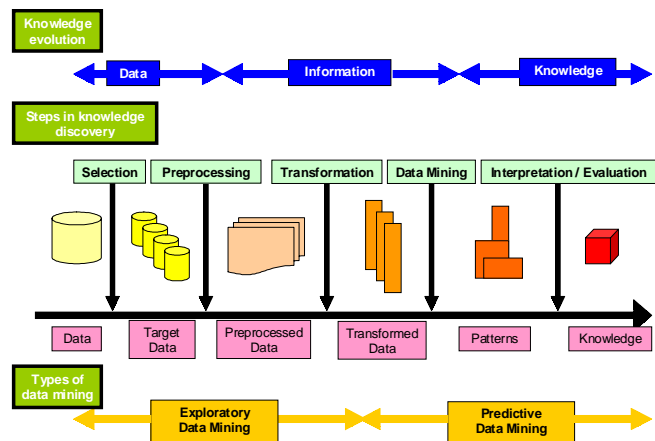 Knowledge
evolution
Data
Information
Knowledge
Steps in knowledge
discovery
Selection
Preprocessing
Transformation
Data Mining
Interpretation / Evaluation
Data
Target
Data
Preprocessed
Data
Transformed
Data
Patterns
Knowledge
Types of
data mining
Exploratory
Data Mining
Predictive
Data Mining